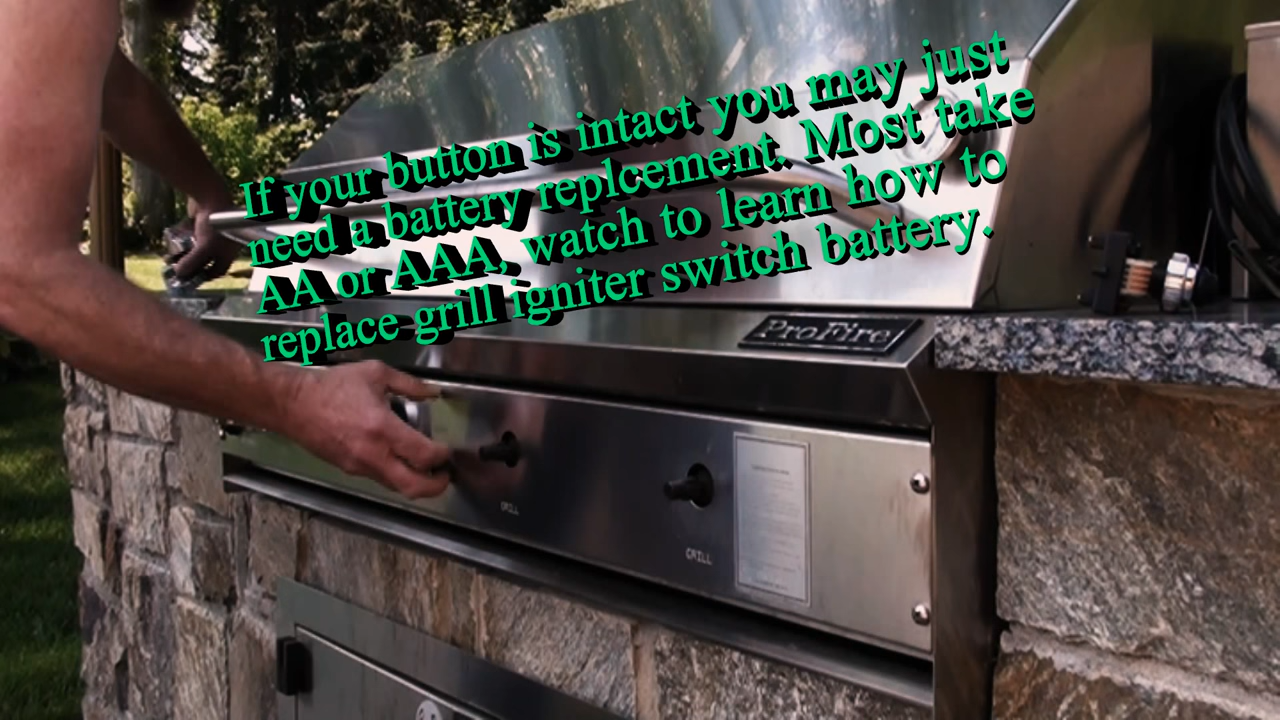 If your button is intact you may just
need a battery replcement. Most take
AA or AAA, watch to learn how to
replace grill igniter switch battery.
ProFire
GRILL
GRILL